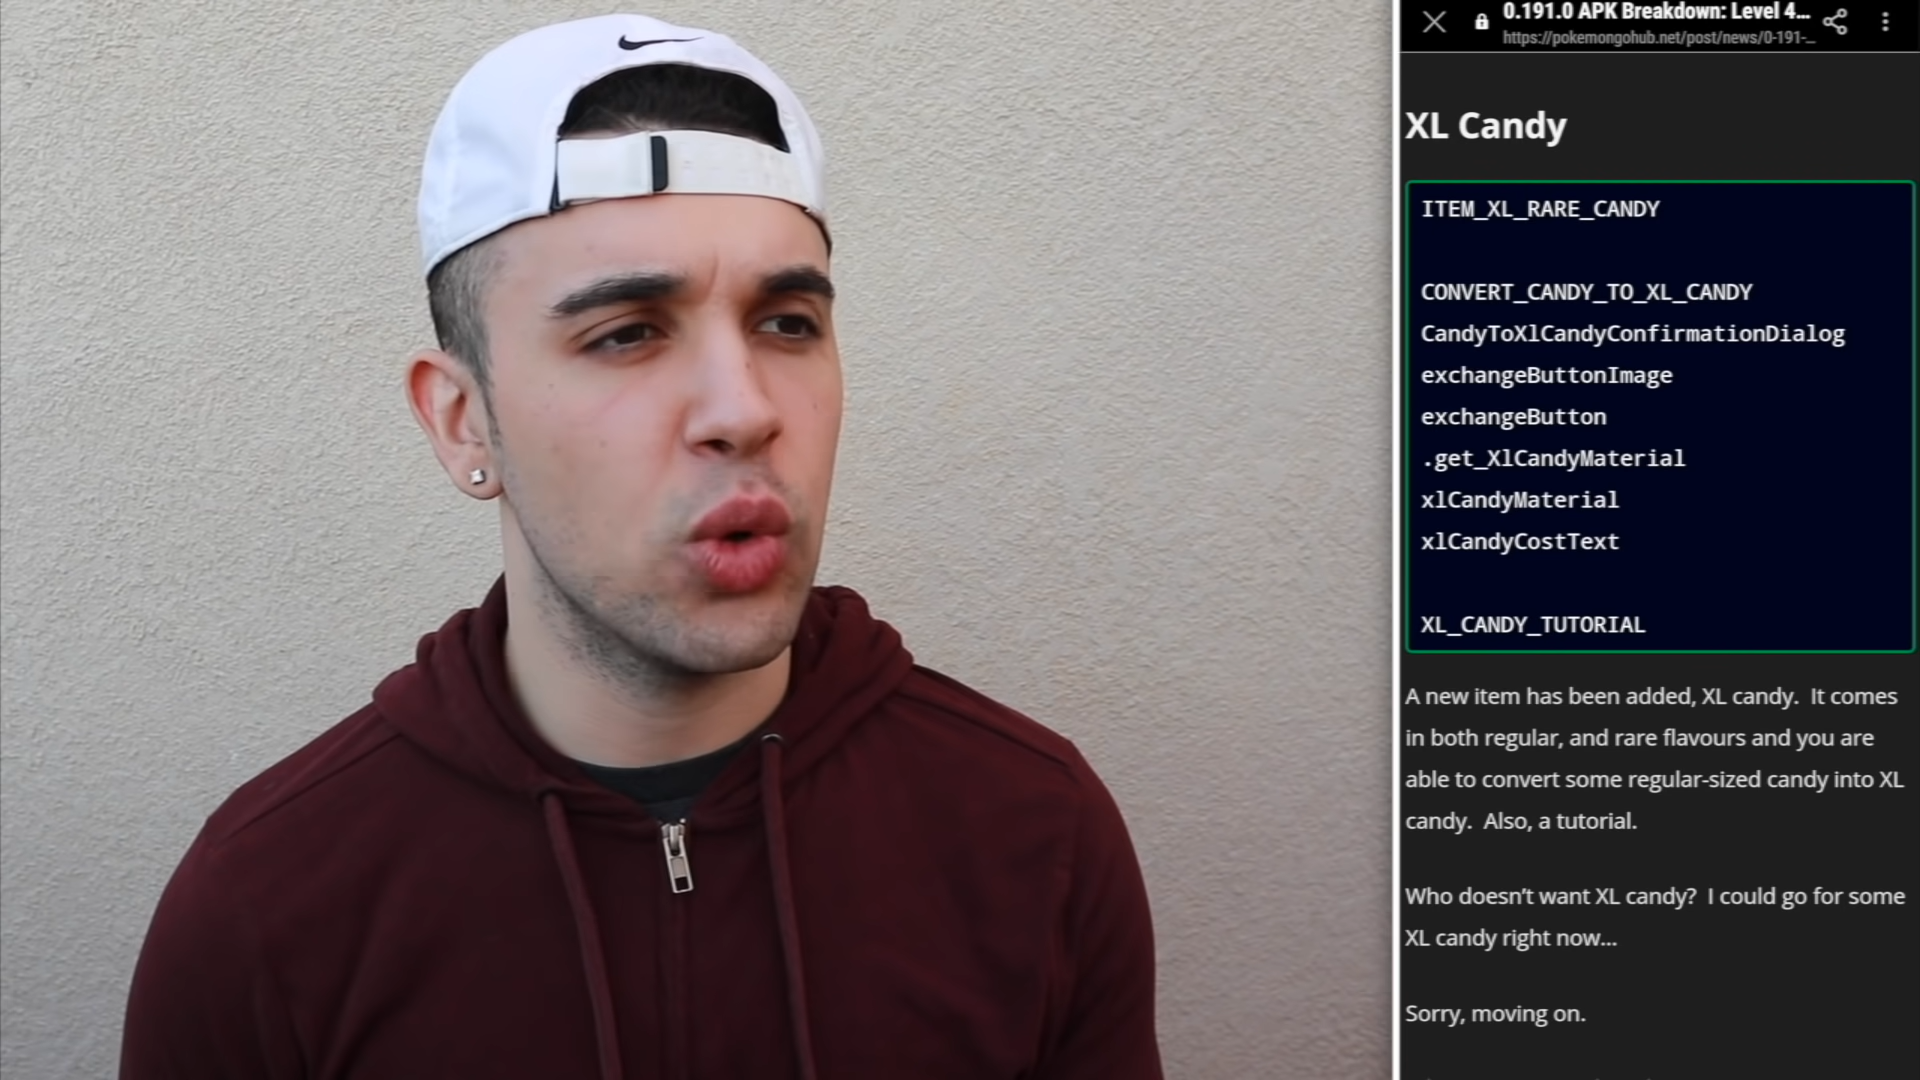 0.191.0 APK Breakdown: Level 4...
https://pokemongohub.net/post/news/0-191-...
XL Candy
ITEM_XL_RARE_CANDY
CONVERT_CANDY_TO_XL_CANDY
CandyToXlCandyConfirmationDialog
exchangeButtonImage
exchangeButton
.get_XlCandyMaterial
xlCandyMaterial
xlCandyCostText
XL_CANDY_TUTORIAL
A new item has been added, XL candy. It comes
in both regular, and rare flavours and you are
able to convert some regular-sized candy into XL
candy. Also, a tutorial.
Who doesn't want XL candy? I could go for some
XL candy right now...
Sorry, moving on.